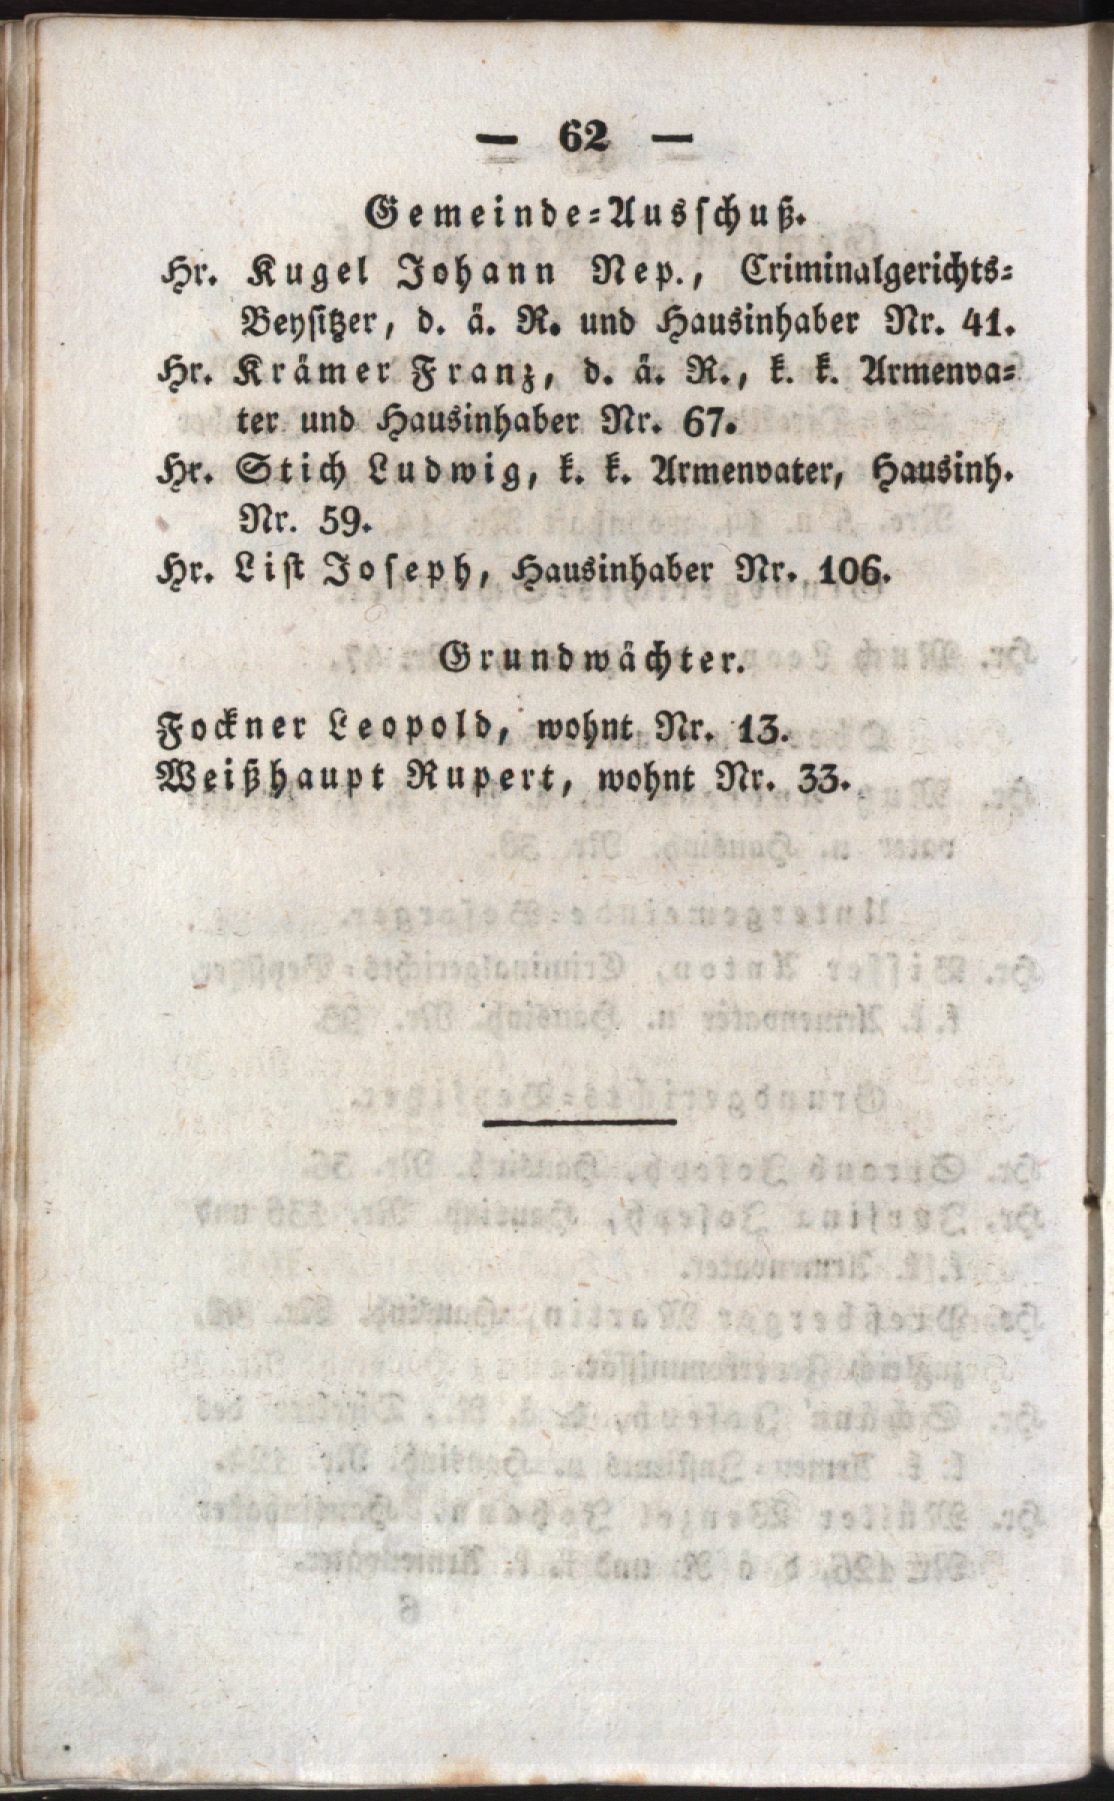 — 62 —
Gemeinde-Ausschuß.
Hr. Kugel Johann Nep., Criminalgerichts-
Beysitzer, d. ä. R. und Hausinhaber Nr. 41.
Hr. Krämer Franz, d. ä. R., k. k. Armenva-
ter und Hausinhaber Nr. 67.
Hr. Stich Ludwig, k. k. Armenvater, Hausinh.
Nr. 59.
Hr. List Joseph, Hausinhaber Nr. 106.
Grundwächter.
Fockner Leopold, wohnt Nr. 13.
Weißhaupt Rupert, wohnt Nr. 33.